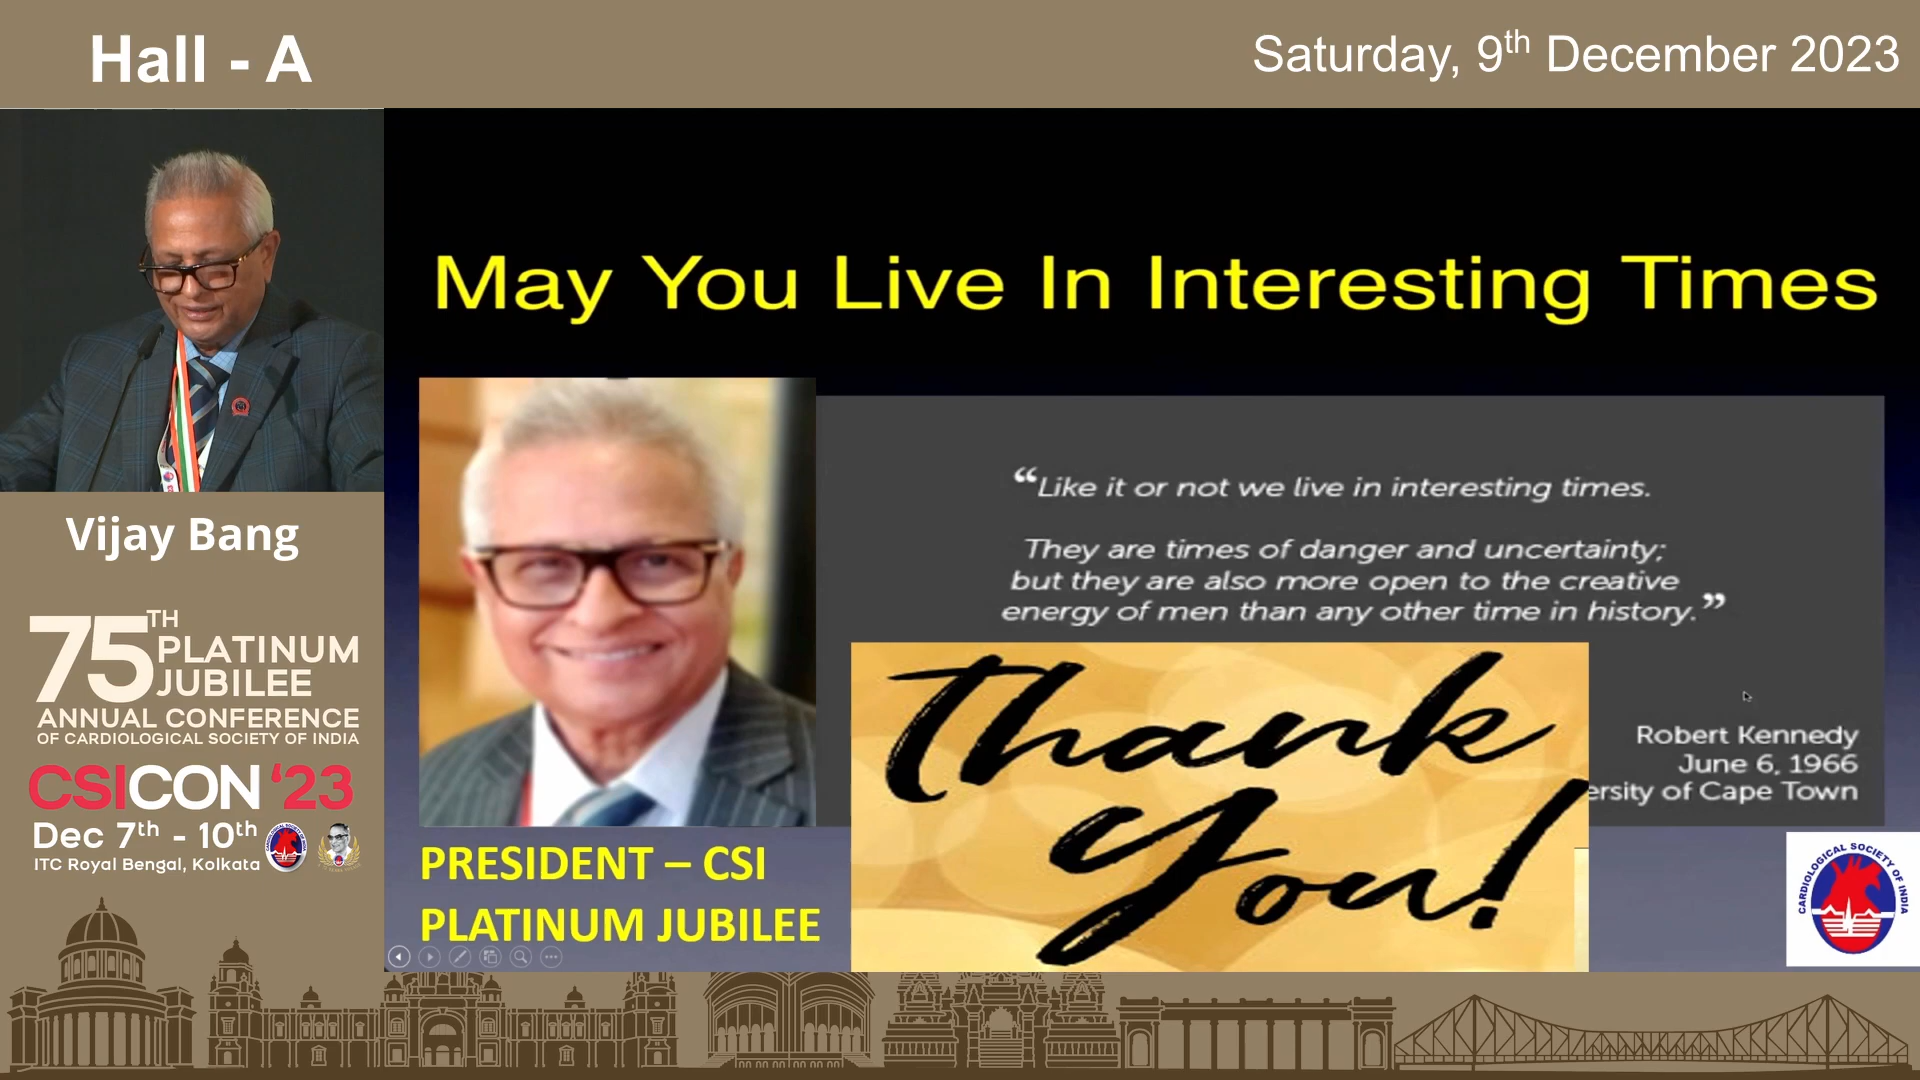 Hall - A
Saturday, 9th December 2023
May You Live In Interesting Times
“Like it or not we live in interesting times.
They are times of danger and uncertainty;
but they are also more open to the creative
energy of men than any other time in history.”
Robert Kennedy
June 6, 1966
ersity of Cape Town
Thank
You!
PRESIDENT – CSI
PLATINUM JUBILEE
CARDIOLOGICAL SOCIETY OF INDIA
Vijay Bang
75TH
PLATINUM
JUBILEE
ANNUAL CONFERENCE
OF CARDIOLOGICAL SOCIETY OF INDIA
CSICON ‘23
Dec 7th - 10th
ITC Royal Bengal, Kolkata